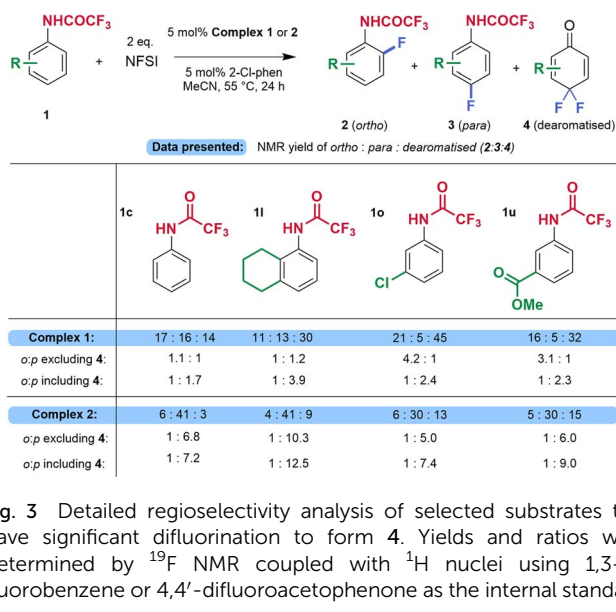 NHCOCF3
R
1
+
2 eq.
NFSI
5 mol% Complex 1 or 2
5 mol% 2-Cl-phen
MeCN, 55 °C, 24 h
NHCOCF3
F
R
2 (ortho)
+
NHCOCF3
R
F
3 (para)
+
O
R
F F
4 (dearomatised)
Data presented: NMR yield of ortho : para : dearomatised (2:3:4)
1c
O
HN CF3
1l
O
HN CF3
1o
O
HN CF3
Cl
1u
O
HN CF3
O
OMe
Complex 1: 17 : 16 : 14 11 : 13 : 30 21 : 5 : 45 16 : 5 : 32
o:p excluding 4: 1.1 : 1 1 : 1.2 4.2 : 1 3.1 : 1
o:p including 4: 1 : 1.7 1 : 3.9 1 : 2.4 1 : 2.3
Complex 2: 6 : 41 : 3 4 : 41 : 9 6 : 30 : 13 5 : 30 : 15
o:p excluding 4: 1 : 6.8 1 : 10.3 1 : 5.0 1 : 6.0
o:p including 4: 1 : 7.2 1 : 12.5 1 : 7.4 1 : 9.0
g. 3 Detailed regioselectivity analysis of selected substrates t
ave significant difluorination to form 4. Yields and ratios w
etermined by 19F NMR coupled with 1H nuclei using 1,3-
uorobenzene or 4,4′-difluoroacetophenone as the internal stand